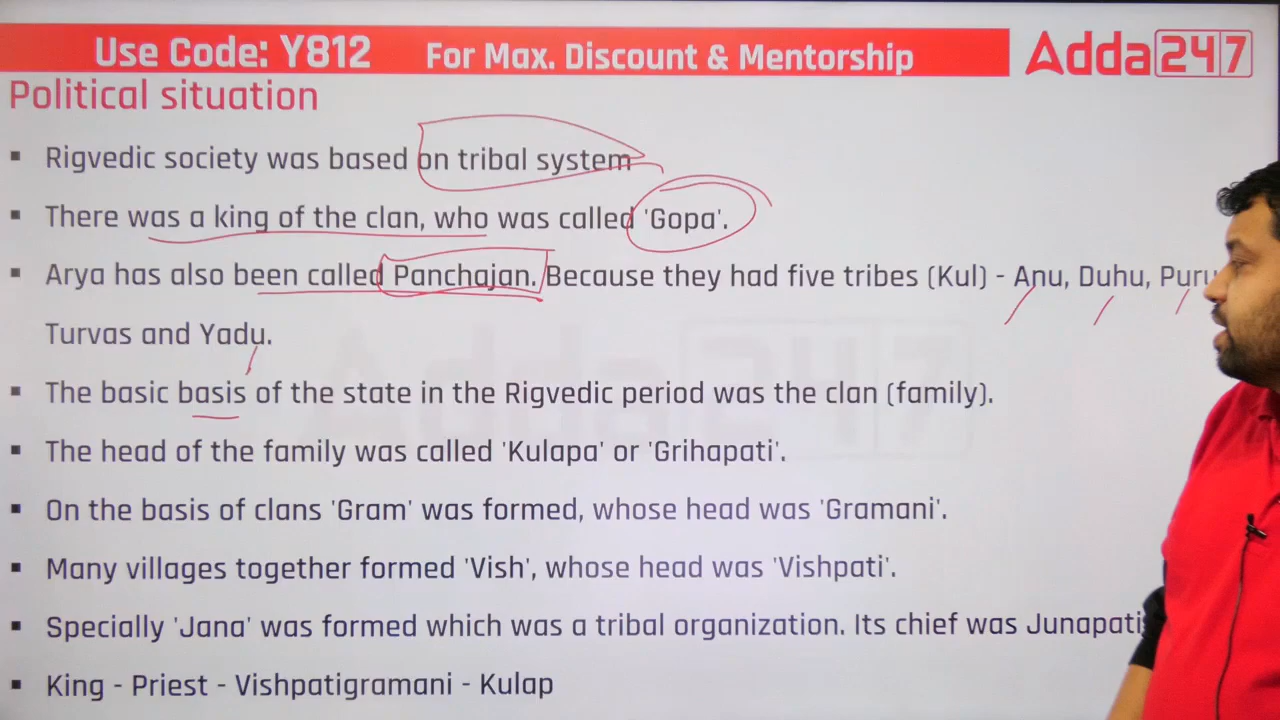 Use Code: Y812 For Max. Discount & Mentorship Adda 247
Political situation
▪ Rigvedic society was based on tribal system
▪ There was a king of the clan, who was called 'Gopa'.
▪ Arya has also been called Panchajan. Because they had five tribes (Kul) - Anu, Duhu, Puru
Turvas and Yadu.
▪ The basic basis of the state in the Rigvedic period was the clan (family).
▪ The head of the family was called 'Kulapa' or 'Grihapati'.
▪ On the basis of clans 'Gram' was formed, whose head was 'Gramani'.
▪ Many villages together formed 'Vish', whose head was 'Vishpati'.
▪ Specially 'Jana' was formed which was a tribal organization. Its chief was Junapati
▪ King - Priest - Vishpatigramani - Kulap